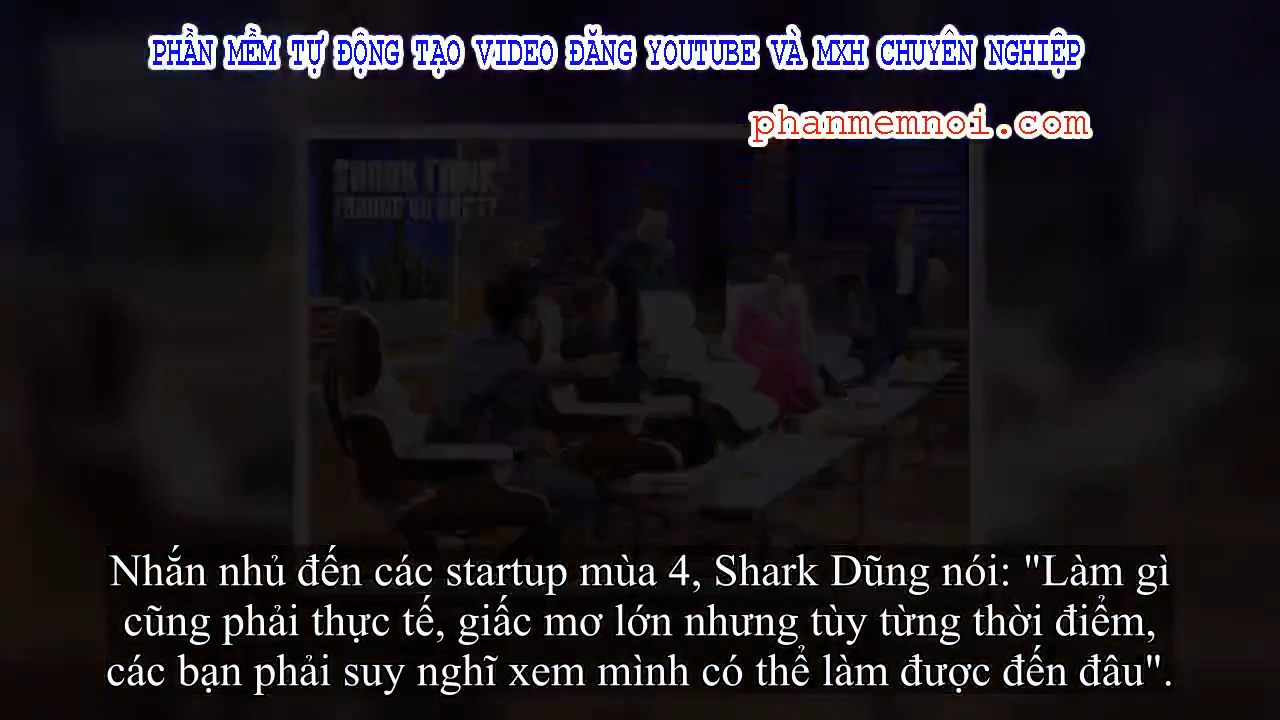 PHẦN MỀM TỰ ĐỘNG TẠO VIDEO ĐĂNG YOUTUBE VÀ MXH CHUYÊN NGHIỆP
phanmemnoi.com
SHARK TANK
Nhắn nhủ đến các startup mùa 4, Shark Dũng nói: "Làm gì
cũng phải thực tế, giấc mơ lớn nhưng tùy từng thời điểm,
các bạn phải suy nghĩ xem mình có thể làm được đến đâu".